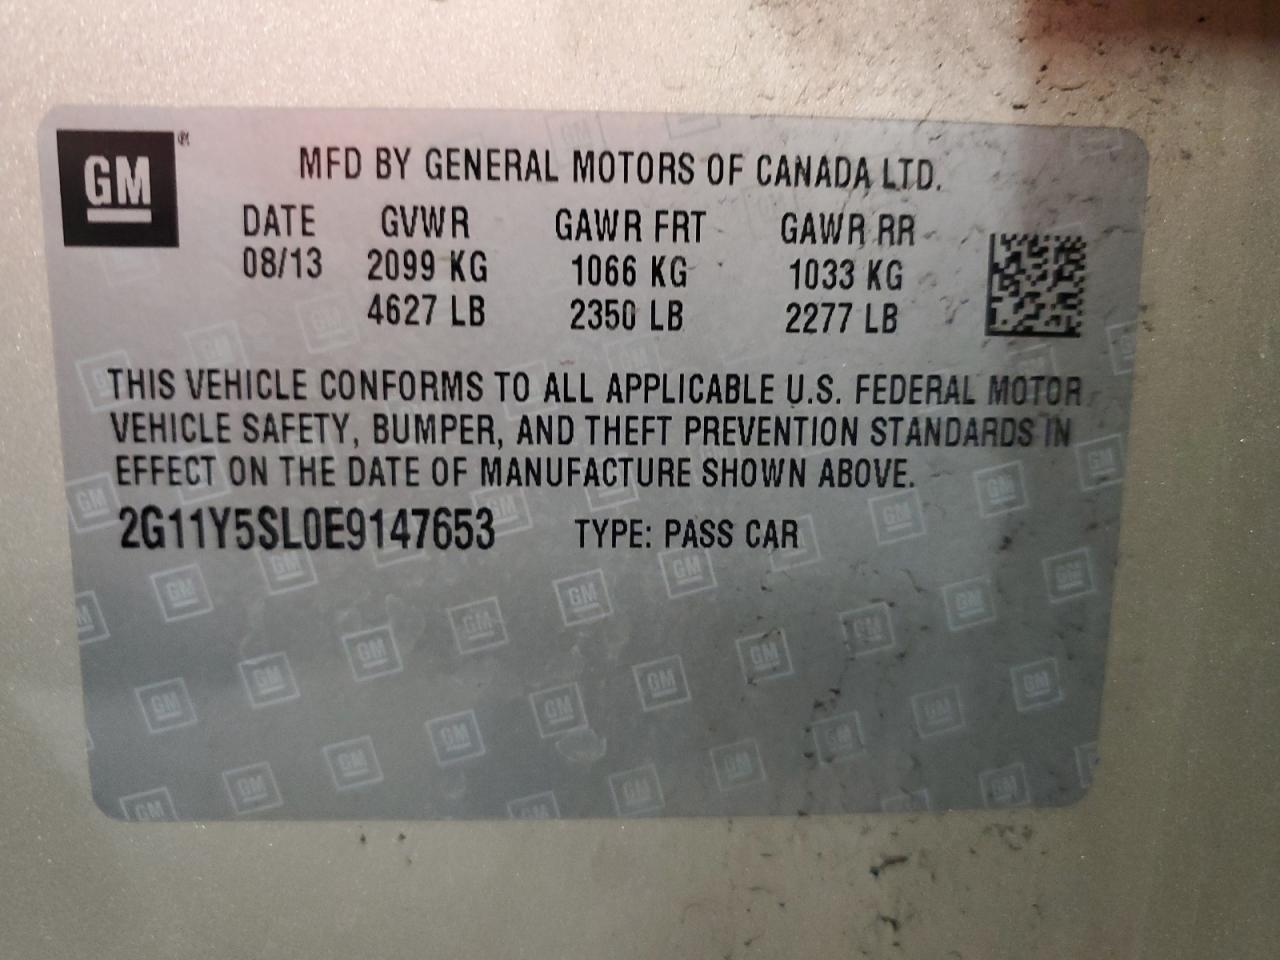 GM
MFD BY GENERAL MOTORS OF CANADA LTD.
DATE GVWR GAWR FRT GAWR RR
08/13 2099 KG 1066 KG 1033 KG
4627 LB 2350 LB 2277 LB
THIS VEHICLE CONFORMS TO ALL APPLICABLE U.S. FEDERAL MOTOR
VEHICLE SAFETY, BUMPER, AND THEFT PREVENTION STANDARDS IN
EFFECT ON THE DATE OF MANUFACTURE SHOWN ABOVE.
2G11Y5SL0E9147653 TYPE: PASS CAR